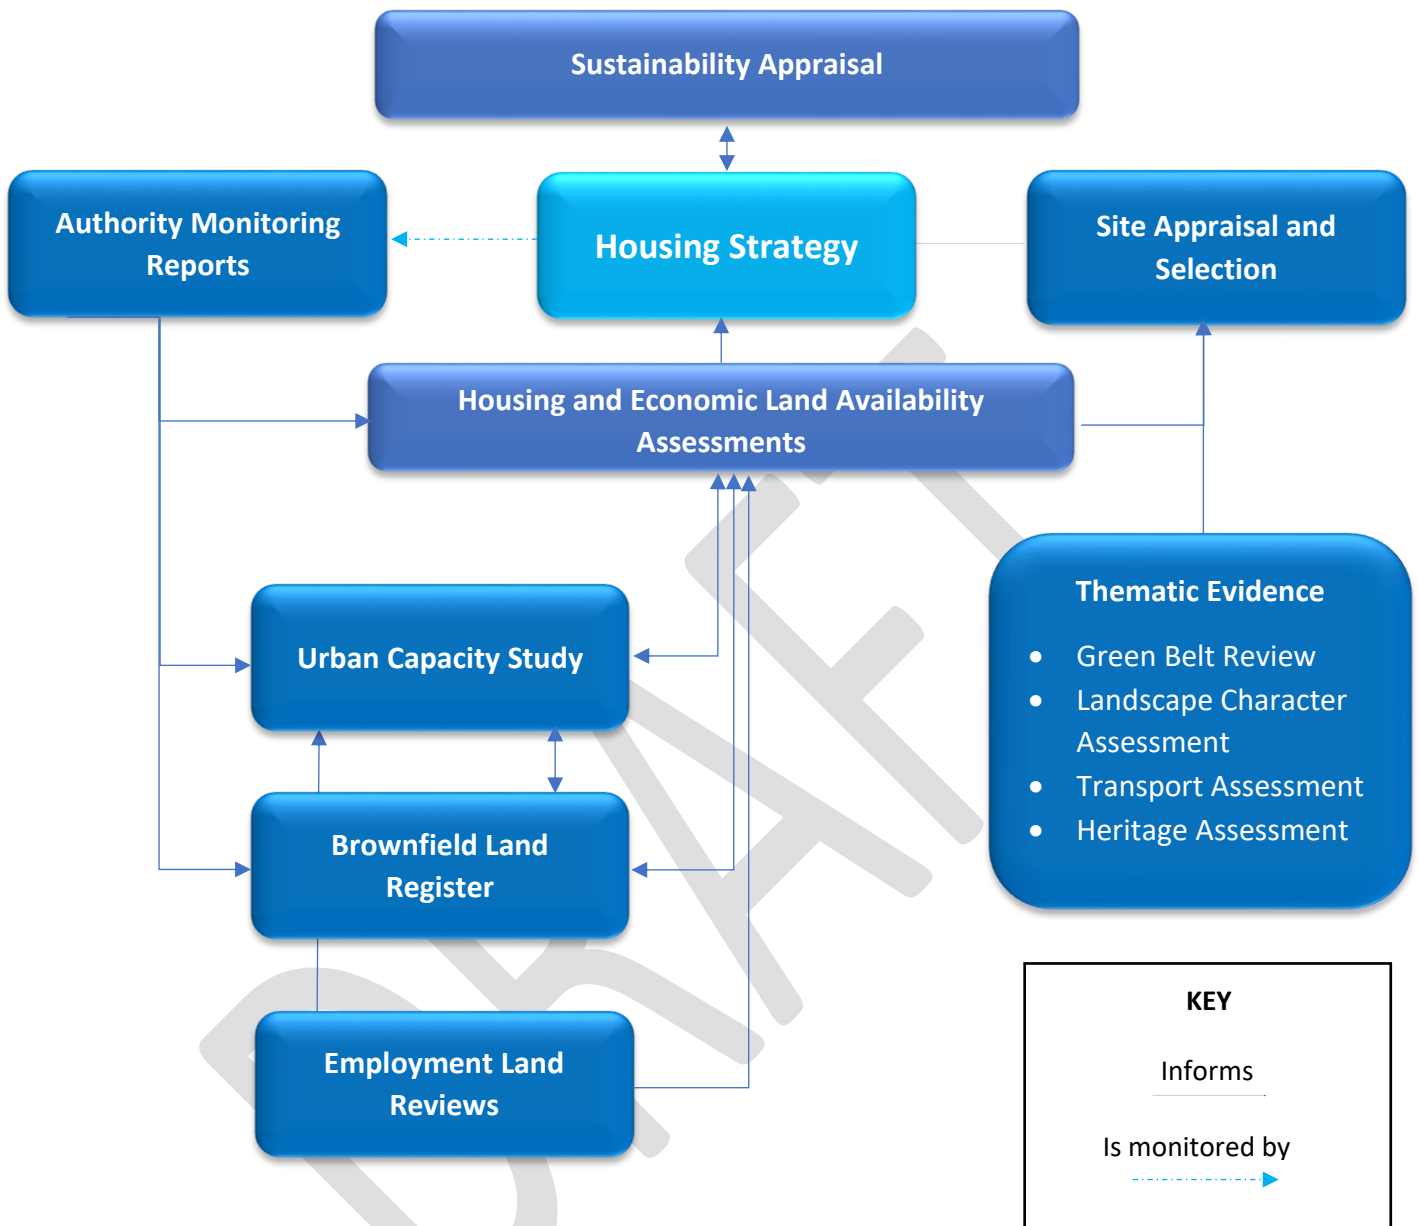 Sustainability Appraisal
Authority Monitoring
Reports
Housing Strategy
Site Appraisal and
Selection
Housing and Economic Land Availability
Assessments
Urban Capacity Study
Thematic Evidence
• Green Belt Review
• Landscape Character
Assessment
• Transport Assessment
• Heritage Assessment
Brownfield Land
Register
Employment Land
Reviews
KEY
Informs
Is monitored by
DRAFT